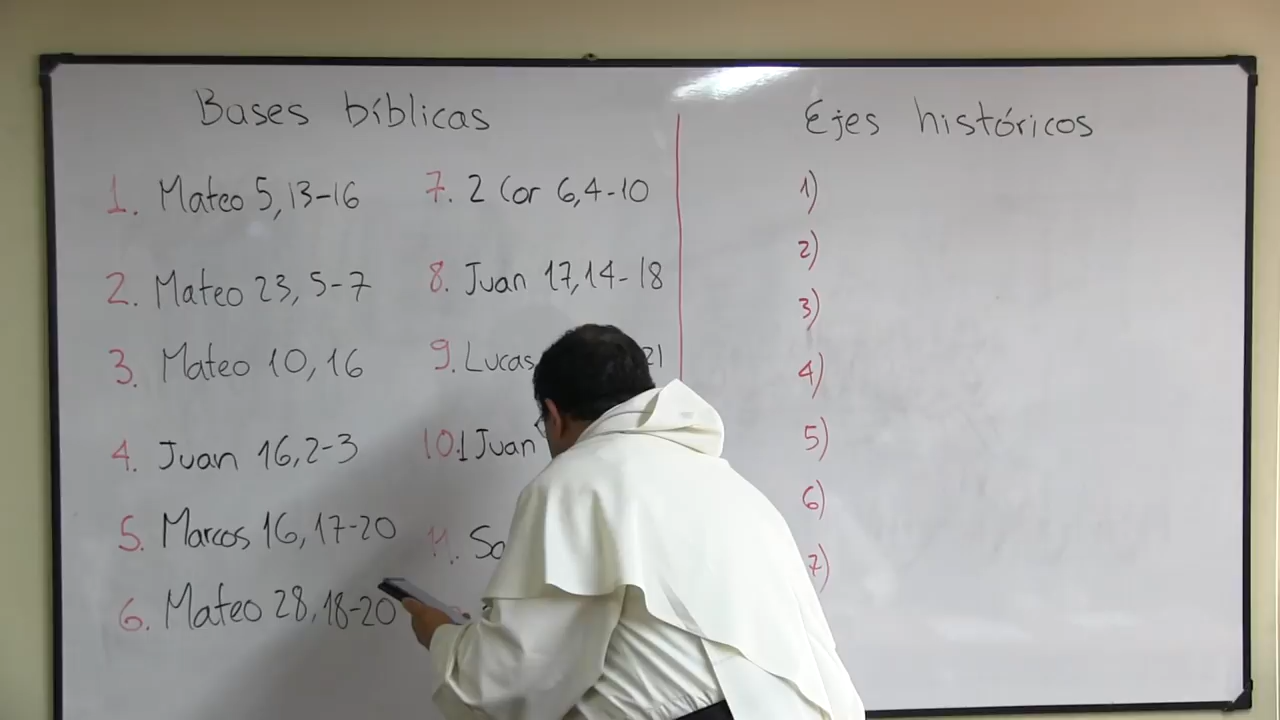 Bases bíblicas
1. Mateo 5,13-16
2. Mateo 23, 5-7
3. Mateo 10, 16
4. Juan 16,2-3
5. Marcos 16, 17-20
6. Mateo 28,18-20
7. 2 Cor 6,4-10
8. Juan 17,14-18
9. Lucas 21
10. 1 Juan
11.
Ejes históricos
1)
2)
3)
4)
5)
6)
7)